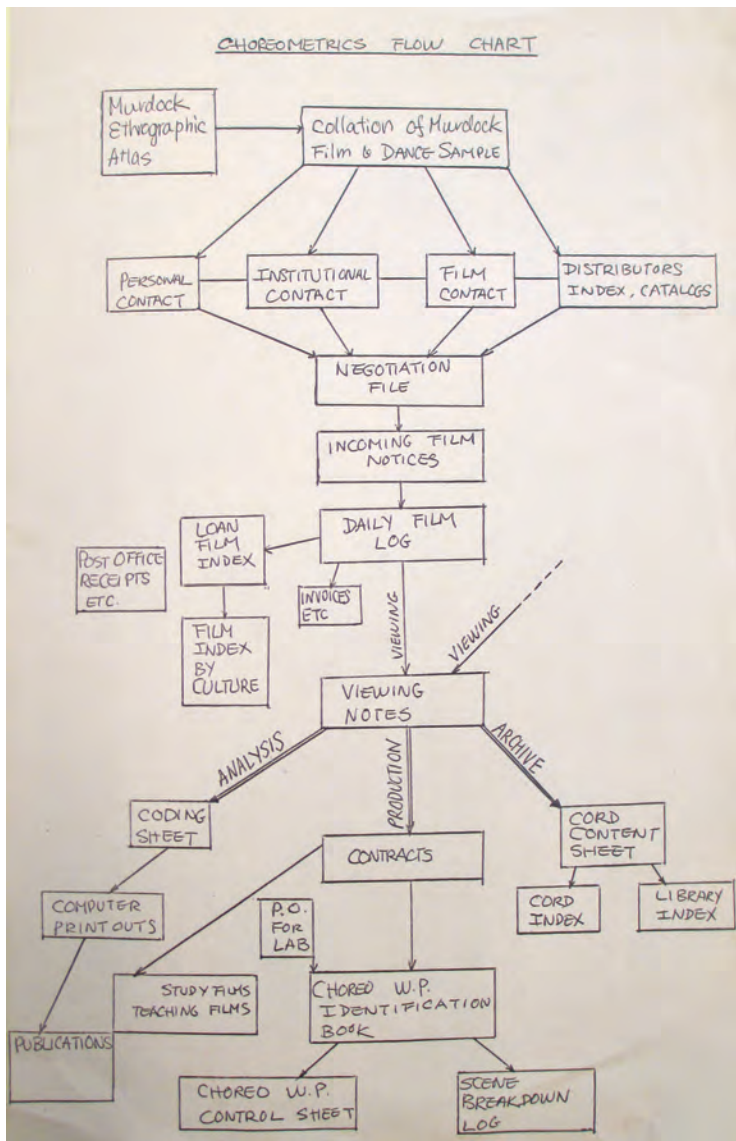 CHOREOMETRICS FLOW CHART
Murdock
Ethnographic
Atlas
Collation of Murdock
Film & DANCE SAMPLE
PERSONAL
CONTACT
INSTITUTIONAL
CONTACT
FILM
CONTACT
DISTRIBUTORS
INDEX, CATALOGS
NEGOTIATION
FILE
INCOMING FILM
NOTICES
DAILY FILM
LOG
LOAN
FILM
INDEX
POST OFFICE
RECEIPTS
ETC.
INVOICES
ETC
FILM
INDEX
BY
CULTURE
VIEWING
VIEWING
VIEWING
NOTES
ANALYSIS
PRODUCTION
ARCHIVE
CODING
SHEET
CONTRACTS
CORD
CONTENT
SHEET
COMPUTER
PRINT OUTS
P.O.
FOR
LAB
CORD
INDEX
LIBRARY
INDEX
STUDY FILMS
TEACHING FILMS
CHOREO W.P.
IDENTIFICATION
BOOK
PUBLICATIONS
CHOREO W.P.
CONTROL SHEET
SCENE
BREAKDOWN
LOG